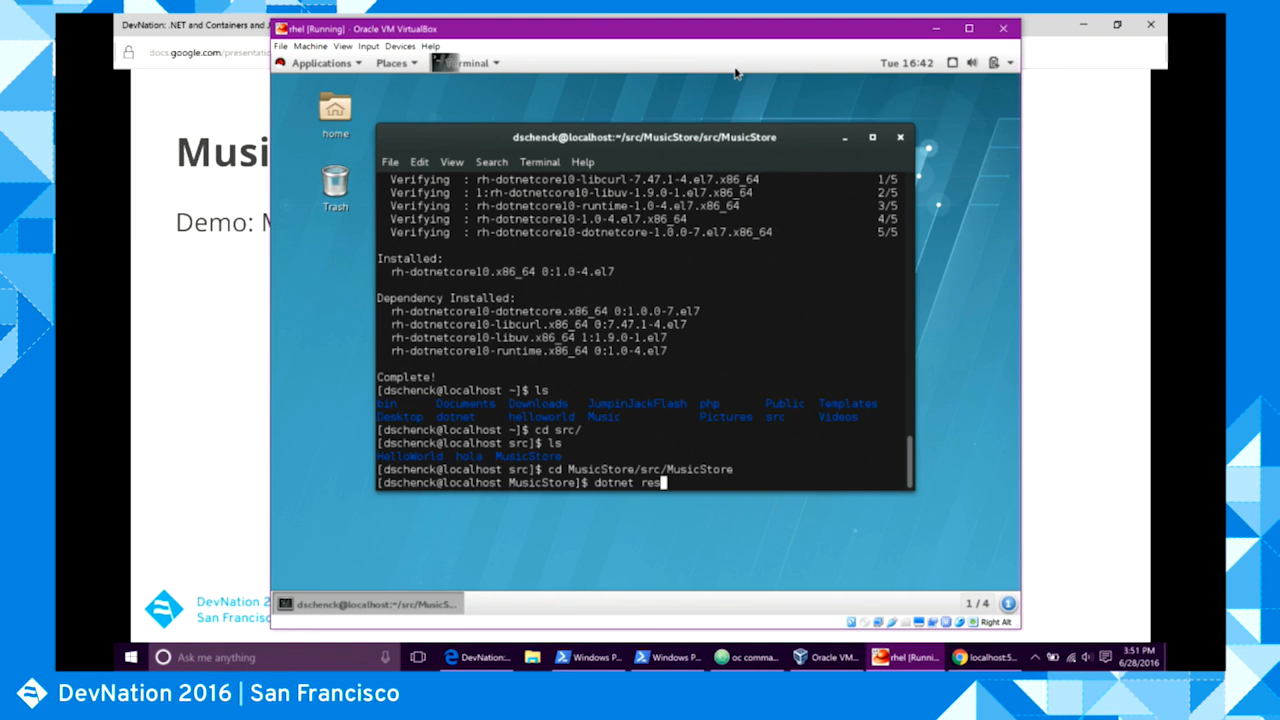 DevNation: .NET and Containers and
rhel [Running] - Oracle VM VirtualBox
docs.google.com/presentation
File Machine View Input Devices Help
Applications Places Terminal Tue 16:42
home
Trash
Musi
Demo: M
dschenck@localhost:~/src/MusicStore/src/MusicStore
File Edit View Search Terminal Help
Verifying : rh-dotnetcore10-libcurl-7.47.1-4.el7.x86_64 1/5
Verifying : 1:rh-dotnetcore10-libuv-1.9.0-1.el7.x86_64 2/5
Verifying : rh-dotnetcore10-runtime-1.0-4.el7.x86_64 3/5
Verifying : rh-dotnetcore10-1.0-4.el7.x86_64 4/5
Verifying : rh-dotnetcore10-dotnetcore-1.0.0-7.el7.x86_64 5/5
Installed:
rh-dotnetcore10.x86_64 0:1.0-4.el7
Dependency Installed:
rh-dotnetcore10-dotnetcore.x86_64 0:1.0.0-7.el7
rh-dotnetcore10-libcurl.x86_64 0:7.47.1-4.el7
rh-dotnetcore10-libuv.x86_64 1:1.9.0-1.el7
rh-dotnetcore10-runtime.x86_64 0:1.0-4.el7
Complete!
[dschenck@localhost ~]$ ls
bin Documents Downloads JumpinJackFlash php Public Templates
Desktop dotnet helloworld Music Pictures src Videos
[dschenck@localhost ~]$ cd src/
[dschenck@localhost src]$ ls
HelloWorld hola MusicStore
[dschenck@localhost src]$ cd MusicStore/src/MusicStore
[dschenck@localhost MusicStore]$ dotnet res
DevNation 2
San Francisc
dschenck@localhost:~/src/MusicS... 1 / 4
Right Alt
Ask me anything DevNation:... Windows P... Windows P... oc comma... Oracle VM... rhel [Runni... localhost:5... 3:51 PM
6/28/2016
DevNation 2016 | San Francisco